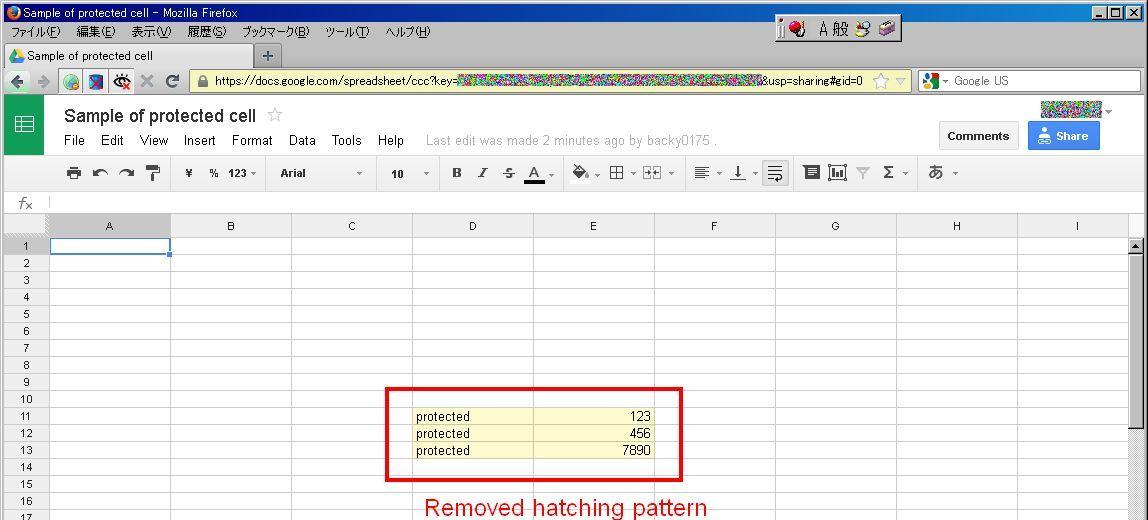 Sample of protected cell - Mozilla Firefox
ファイル(F) 編集(E) 表示(V) 履歴(S) ブックマーク(B) ツール(T) ヘルプ(H)
A 般
Sample of protected cell
https://docs.google.com/spreadsheet/ccc?key= &usp=sharing#gid=0
Google US
Sample of protected cell
File Edit View Insert Format Data Tools Help Last edit was made 2 minutes ago by backy0175 .
Comments Share
¥ % 123 Arial 10 B I S A Σ あ
fx
A B C D E F G H I
1
2
3
4
5
6
7
8
9
10
11 protected 123
12 protected 456
13 protected 7890
14
15
16
17
Removed hatching pattern